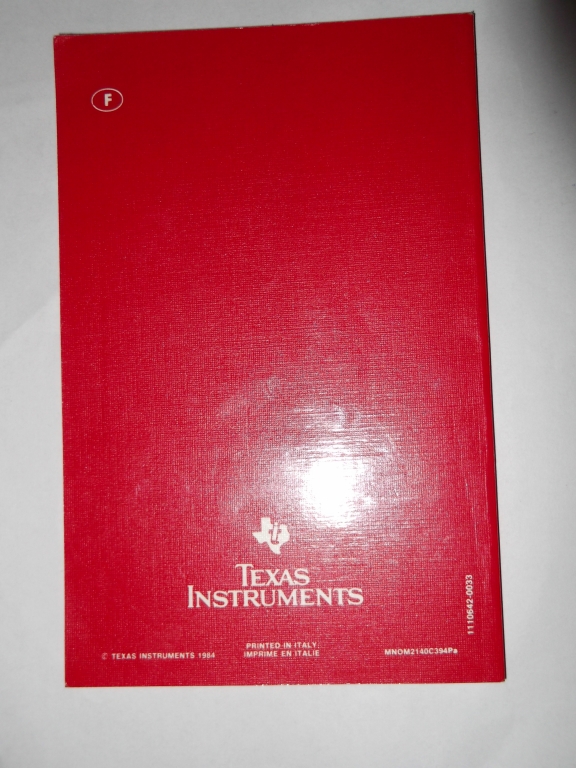 F
TEXAS
INSTRUMENTS
1110642-0033
© TEXAS INSTRUMENTS 1984
PRINTED IN ITALY
IMPRIME EN ITALIE
MNOM2140C394Pa